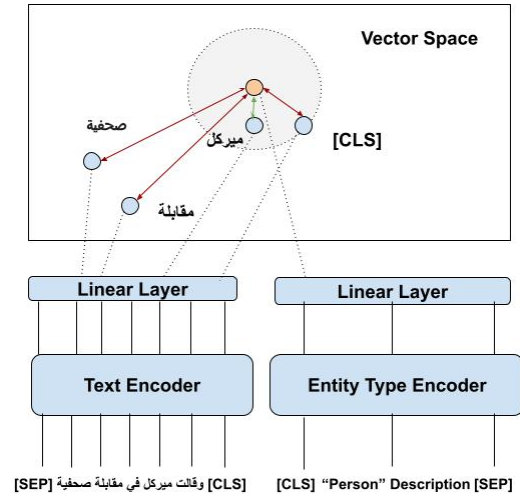 Vector Space
صحفية
ميركل
[CLS]
مقابلة
Linear Layer
Linear Layer
Text Encoder
Entity Type Encoder
[CLS] وقالت ميركل في مقابلة صحفية [SEP]
[CLS] “Person” Description [SEP]